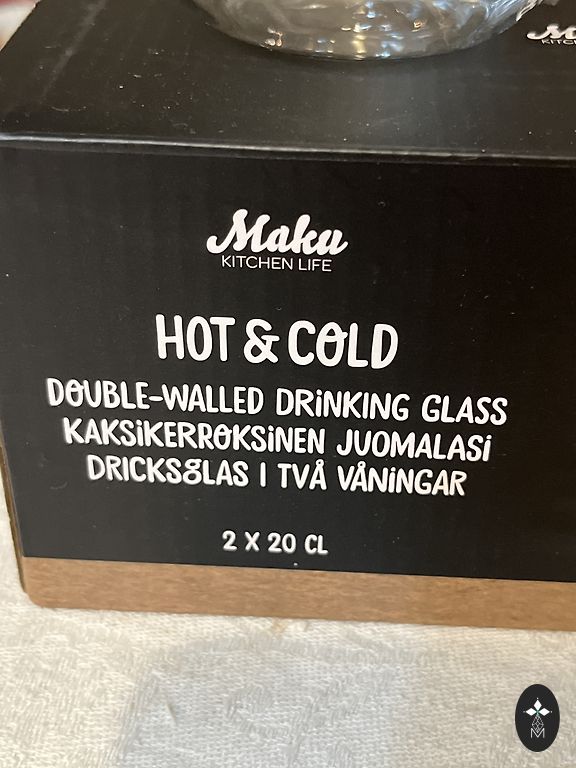 Maku
KITCHEN LIFE
HOT & COLD
DOUBLE-WALLED DRINKING GLASS
KAKSIKERROKSINEN JUOMALASI
DRICKSGLAS I TVÅ VÅNINGAR
2 X 20 CL
M